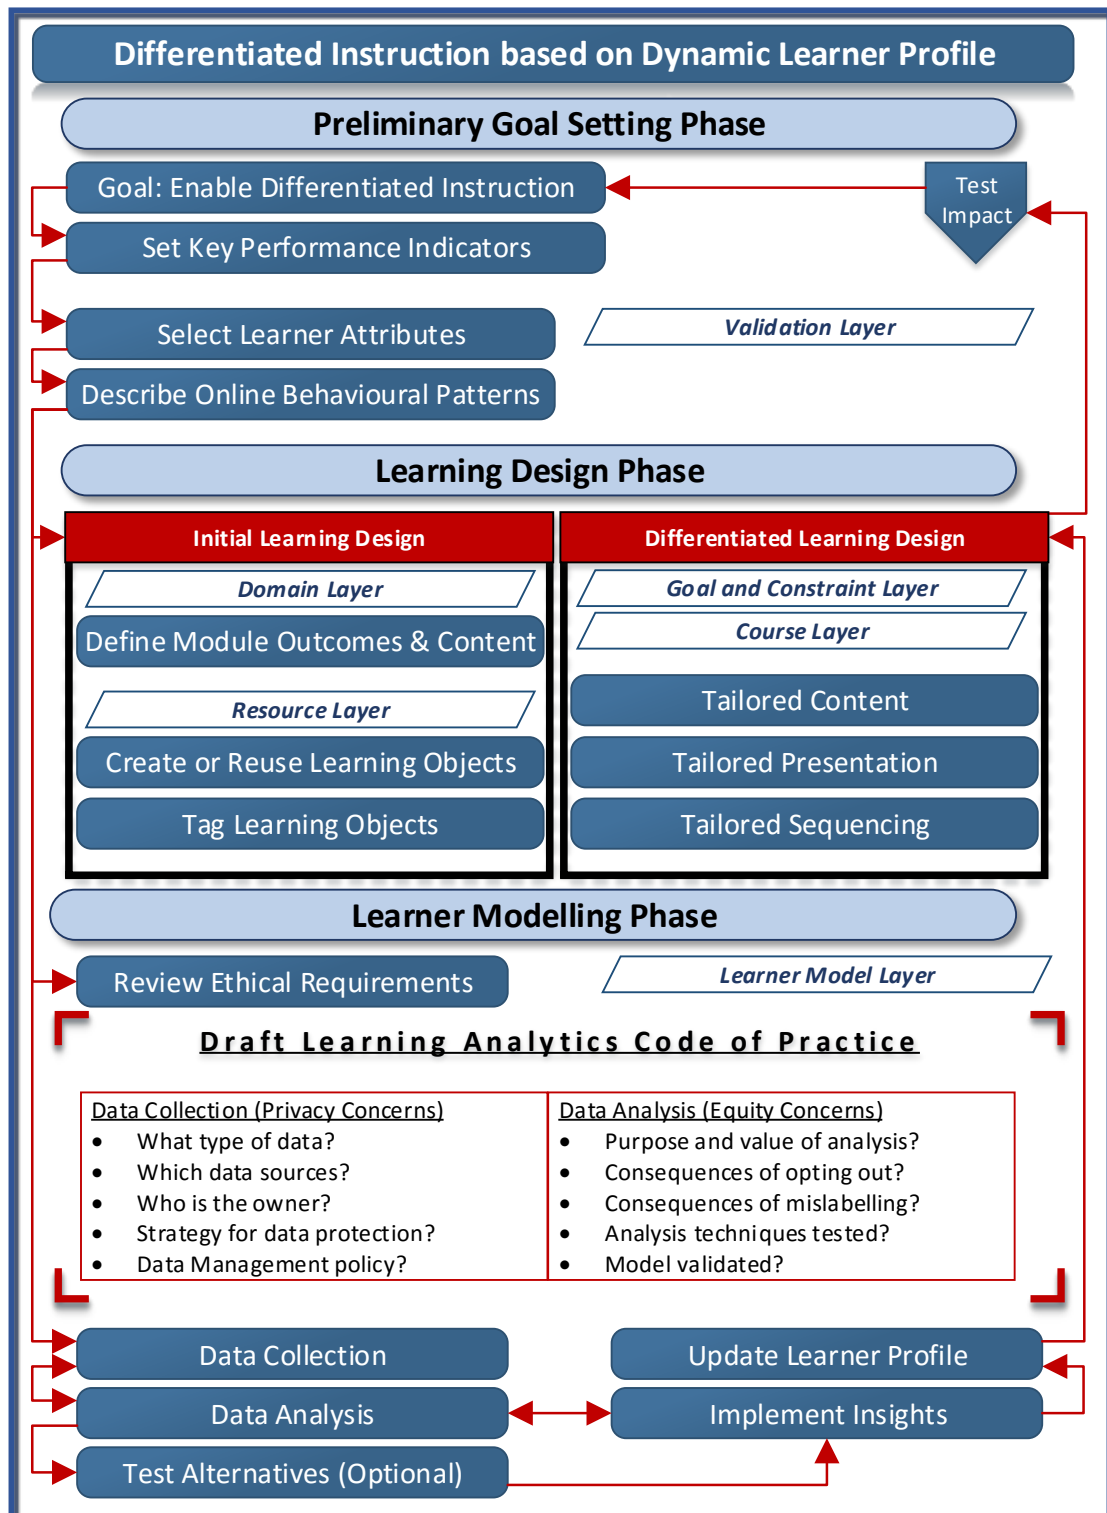 Differentiated Instruction based on Dynamic Learner Profile
Preliminary Goal Setting Phase
Goal: Enable Differentiated Instruction
Test
Impact
Set Key Performance Indicators
Select Learner Attributes
Validation Layer
Describe Online Behavioural Patterns
Learning Design Phase
Initial Learning Design
Domain Layer
Define Module Outcomes & Content
Resource Layer
Create or Reuse Learning Objects
Tag Learning Objects
Differentiated Learning Design
Goal and Constraint Layer
Course Layer
Tailored Content
Tailored Presentation
Tailored Sequencing
Learner Modelling Phase
Review Ethical Requirements
Learner Model Layer
Draft Learning Analytics Code of Practice
Data Collection (Privacy Concerns)
• What type of data?
• Which data sources?
• Who is the owner?
• Strategy for data protection?
• Data Management policy?
Data Analysis (Equity Concerns)
• Purpose and value of analysis?
• Consequences of opting out?
• Consequences of mislabelling?
• Analysis techniques tested?
• Model validated?
Data Collection
Update Learner Profile
Data Analysis
Implement Insights
Test Alternatives (Optional)